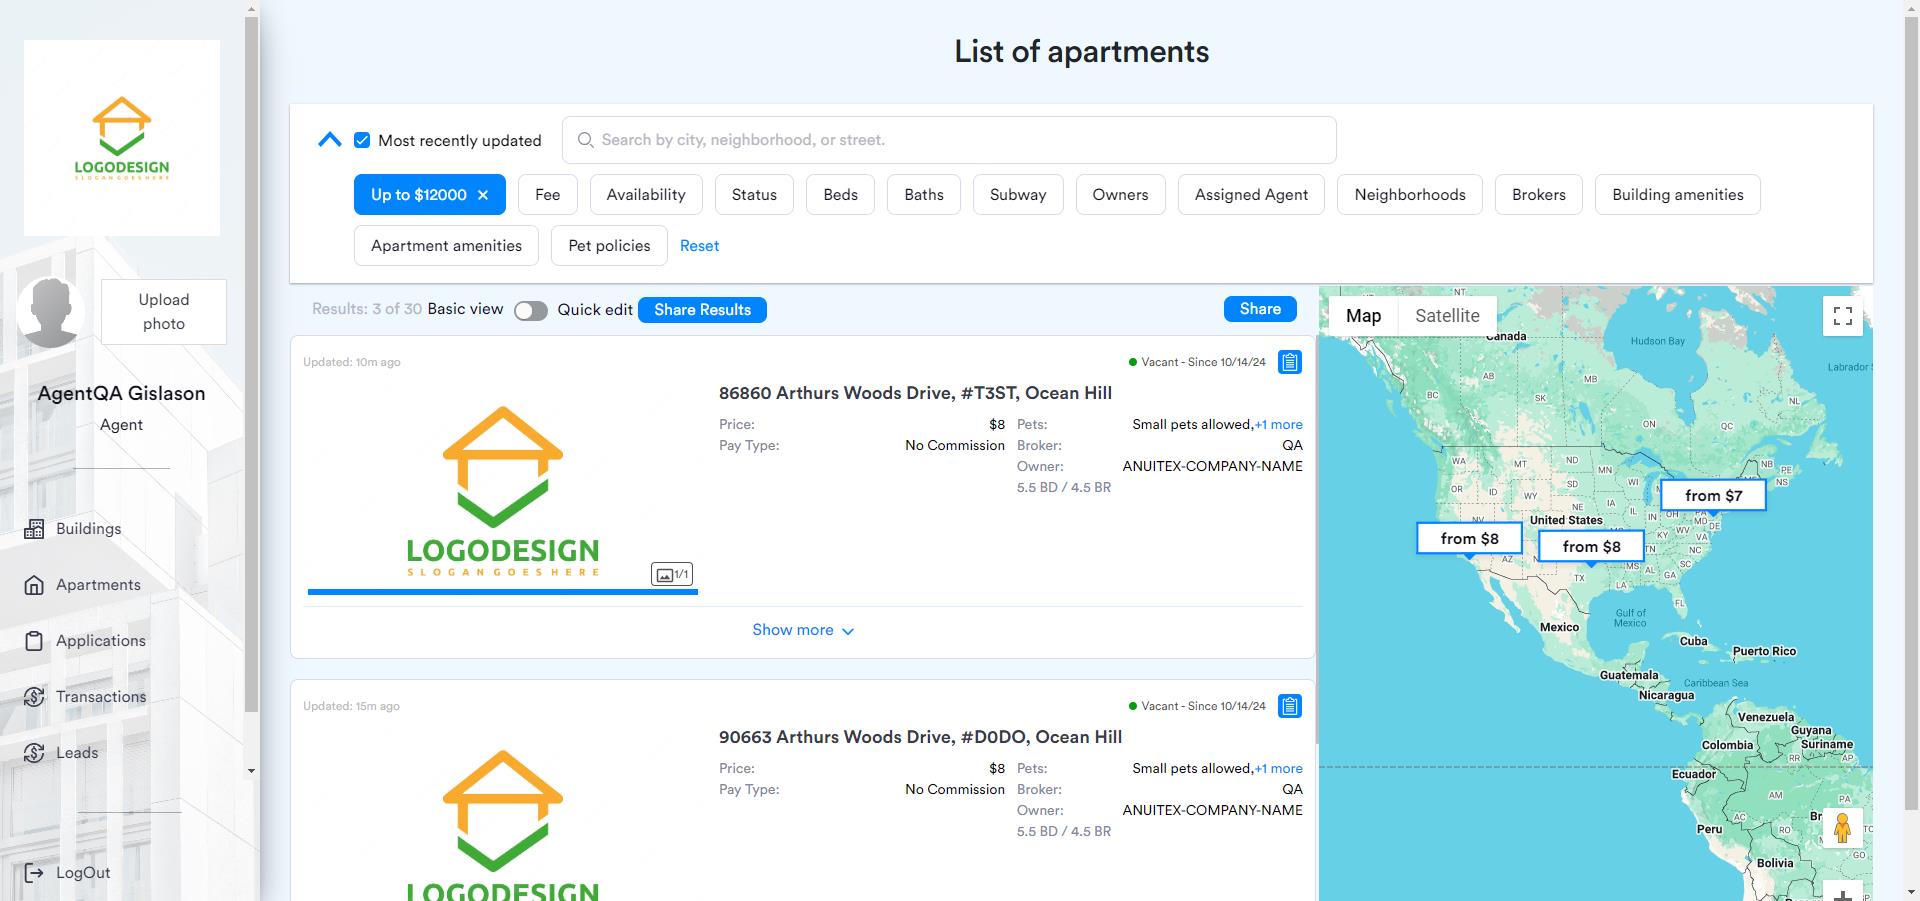 List of apartments
LOGODESIGN
SLOGAN GOES HERE
Upload
photo
AgentQA Gislason
Agent
Buildings
Apartments
Applications
Transactions
Leads
LogOut
Most recently updated
Search by city, neighborhood, or street.
Up to $12000 ×
Fee
Availability
Status
Beds
Baths
Subway
Owners
Assigned Agent
Neighborhoods
Brokers
Building amenities
Apartment amenities
Pet policies
Reset
Results: 3 of 30 Basic view Quick edit Share Results
Share
Updated: 10m ago
Vacant - Since 10/14/24
LOGODESIGN
SLOGAN GOES HERE
1/1
86860 Arthurs Woods Drive, #T3ST, Ocean Hill
Price: $8
Pay Type: No Commission
Pets: Small pets allowed,+1 more
Broker: QA
Owner: ANUITEX-COMPANY-NAME
5.5 BD / 4.5 BR
Show more
Updated: 15m ago
Vacant - Since 10/14/24
LOGODESIGN
90663 Arthurs Woods Drive, #D0DO, Ocean Hill
Price: $8
Pay Type: No Commission
Pets: Small pets allowed,+1 more
Broker: QA
Owner: ANUITEX-COMPANY-NAME
5.5 BD / 4.5 BR
Map
Satellite
NT
Canada
Hudson Bay
Labrador
AB
MB
BC
SK
NL
ON
QC
WA
MT
ND
MN
NB
PE
NS
OR
ID
WY
SD
WI
from $7
NE
IA
IL
IN
OH
PA
MD
DE
NV
United States
from $8
from $8
KY
WV
VA
TN
NC
AZ
TX
MS
AL
SC
GA
LA
FL
Gulf of
Mexico
Mexico
Cuba
Puerto Rico
Guatemala
Caribbean Sea
Nicaragua
Venezuela
Guyana
Colombia
Suriname
RR
AP
Ecuador
AM
PA
AC
Br
Peru
RO
TO
GO
Bolivia